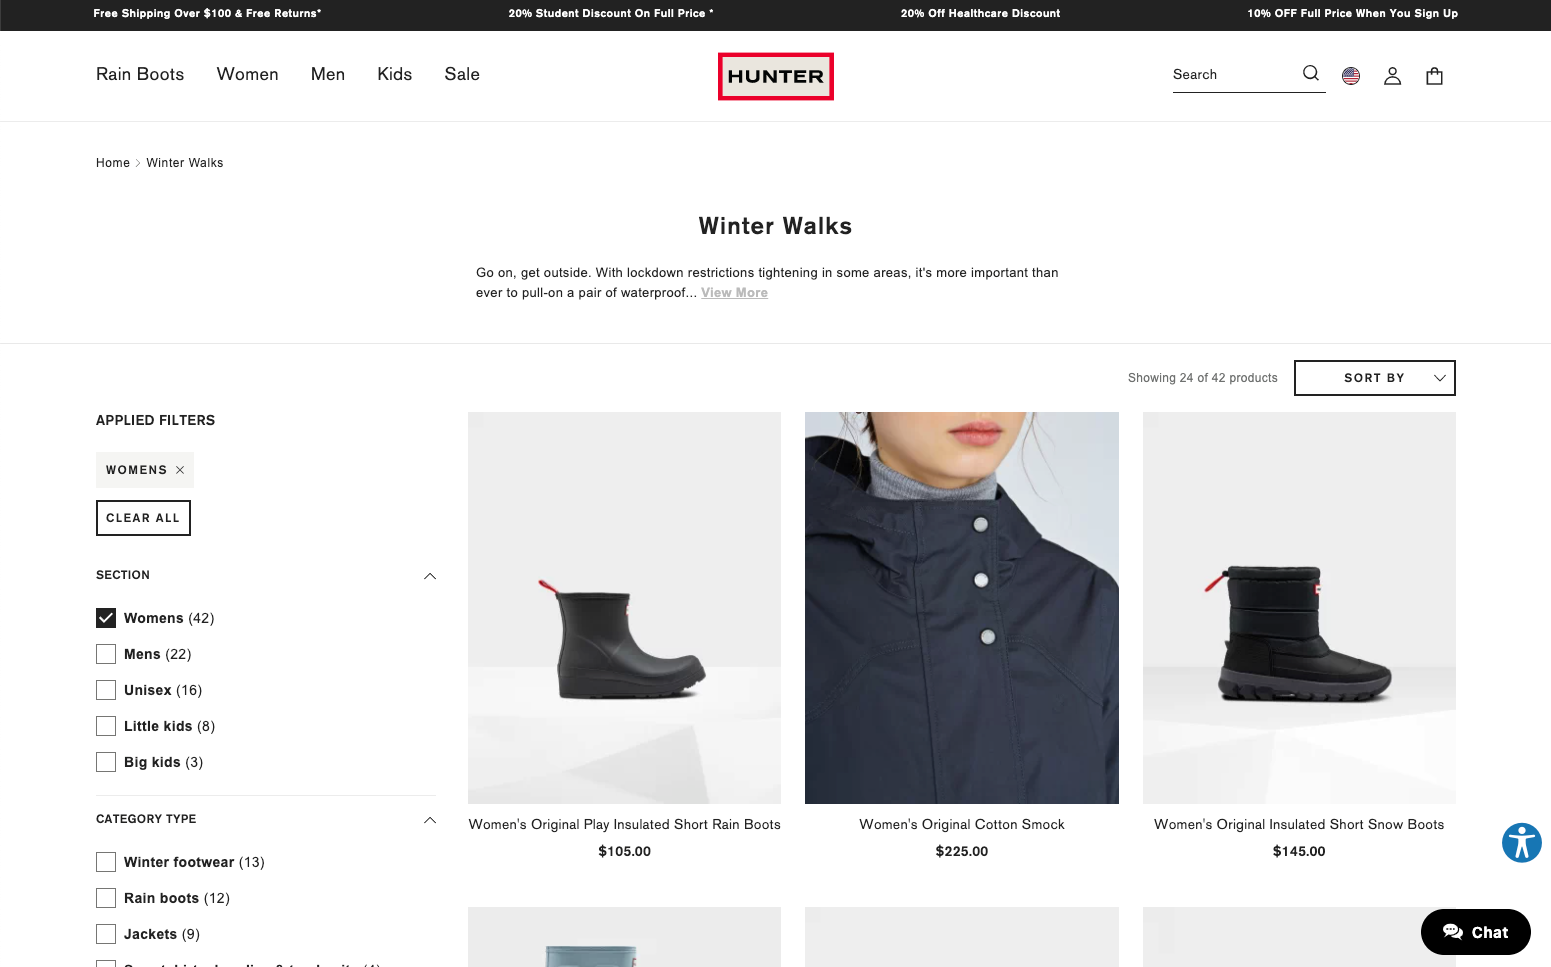 Free Shipping Over $100 & Free Returns*
20% Student Discount On Full Price *
20% Off Healthcare Discount
10% OFF Full Price When You Sign Up
Rain Boots
Women
Men
Kids
Sale
HUNTER
Search
Home
Winter Walks
Winter Walks
Go on, get outside. With lockdown restrictions tightening in some areas, it's more important than
ever to pull-on a pair of waterproof... View More
Showing 24 of 42 products
SORT BY
APPLIED FILTERS
WOMENS
CLEAR ALL
SECTION
Womens (42)
Mens (22)
Unisex (16)
Little kids (8)
Big kids (3)
CATEGORY TYPE
Winter footwear (13)
Rain boots (12)
Jackets (9)
Women's Original Play Insulated Short Rain Boots
$105.00
Women's Original Cotton Smock
$225.00
Women's Original Insulated Short Snow Boots
$145.00
Chat